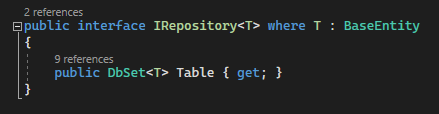 2 references
public interface IRepository<T> where T : BaseEntity
{
9 references
public DbSet<T> Table { get; }
}